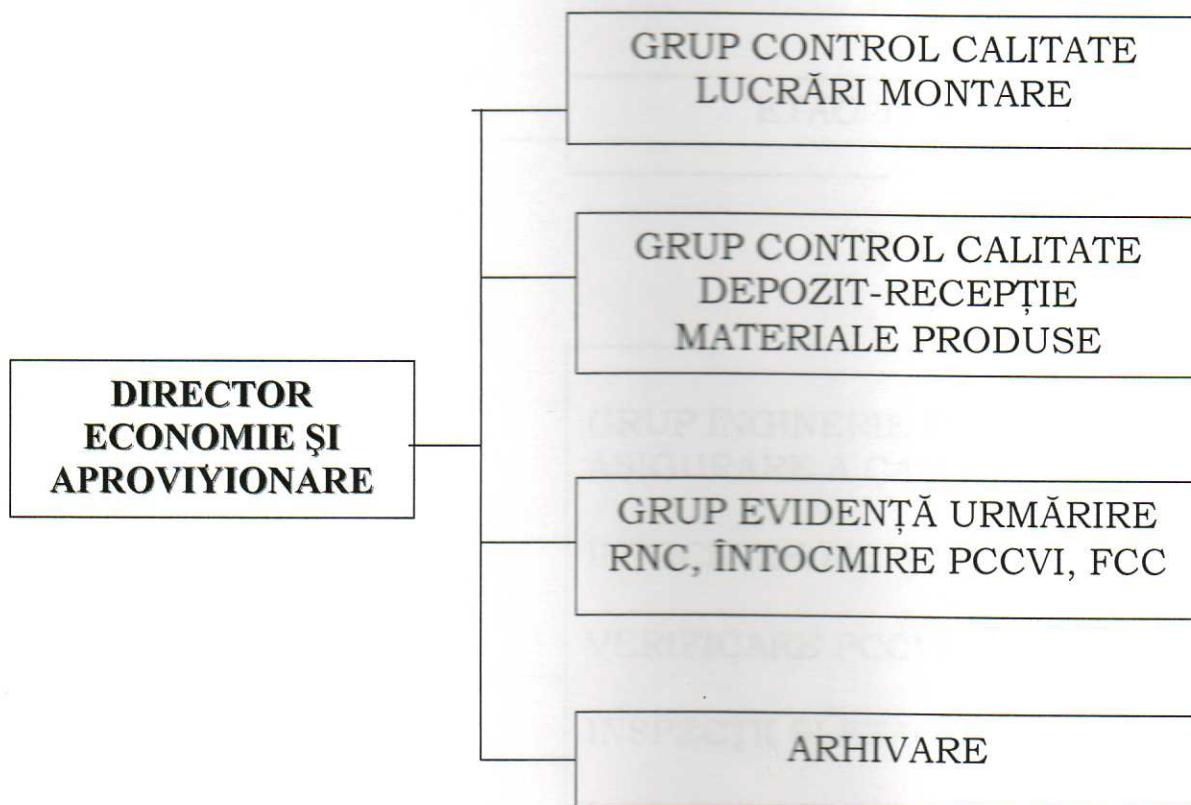 GRUP CONTROL CALITATE
LUCRĂRI MONTARE
GRUP CONTROL CALITATE
DEPOZIT-RECEPȚIE
MATERIALE PRODUSE
DIRECTOR
ECONOMIE ŞI
APROVIYIONARE
GRUP EVIDENȚĂ URMĂRIRE
RNC, ÎNTOCMIRE PCCVI, FCC
ARHIVARE